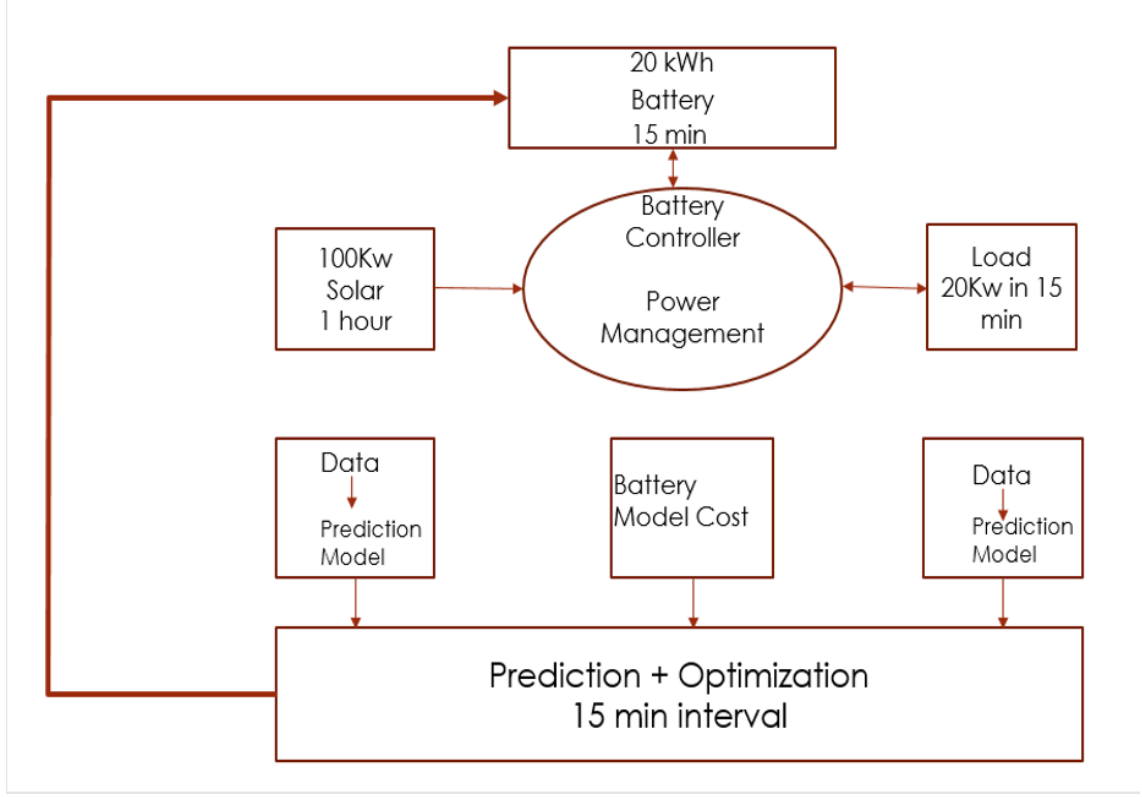 20 kWh
Battery
15 min
Battery
Controller
Power
Management
100Kw
Solar
1 hour
Load
20Kw in 15
min
Data
Prediction
Model
Battery
Model Cost
Data
Prediction
Model
Prediction + Optimization
15 min interval